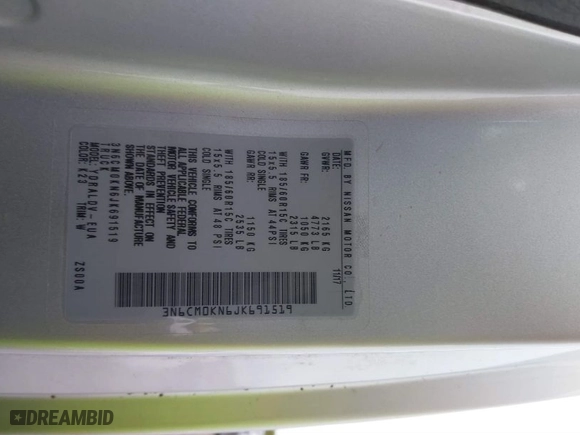 MFD BY NISSAN MOTOR CO., LTD.
DATE: 11/17
GVWR: 2165 KG
4773 LB
GAWR FR: 1050 KG
2315 LB
WITH 185/60R15C TIRES
15x5.5 RIMS AT 44PSI
COLD SINGLE
GAWR RR: 1150 KG
2535 LB
WITH 185/60R15C TIRES
15x5.5 RIMS AT 48 PSI
COLD SINGLE
THIS VEHICLE CONFORMS TO
ALL APPLICABLE FEDERAL
MOTOR VEHICLE SAFETY AND
THEFT PREVENTION
STANDARDS IN EFFECT ON
THE DATE OF MANUFACTURE
SHOWN ABOVE.
3N6CM0KN6JK691519
TRUCK
MODEL YDRALDV-EUA
COLOR: K23 TRIM: W
ZS00A
3N6CM0KN6JK691519
DREAMBID